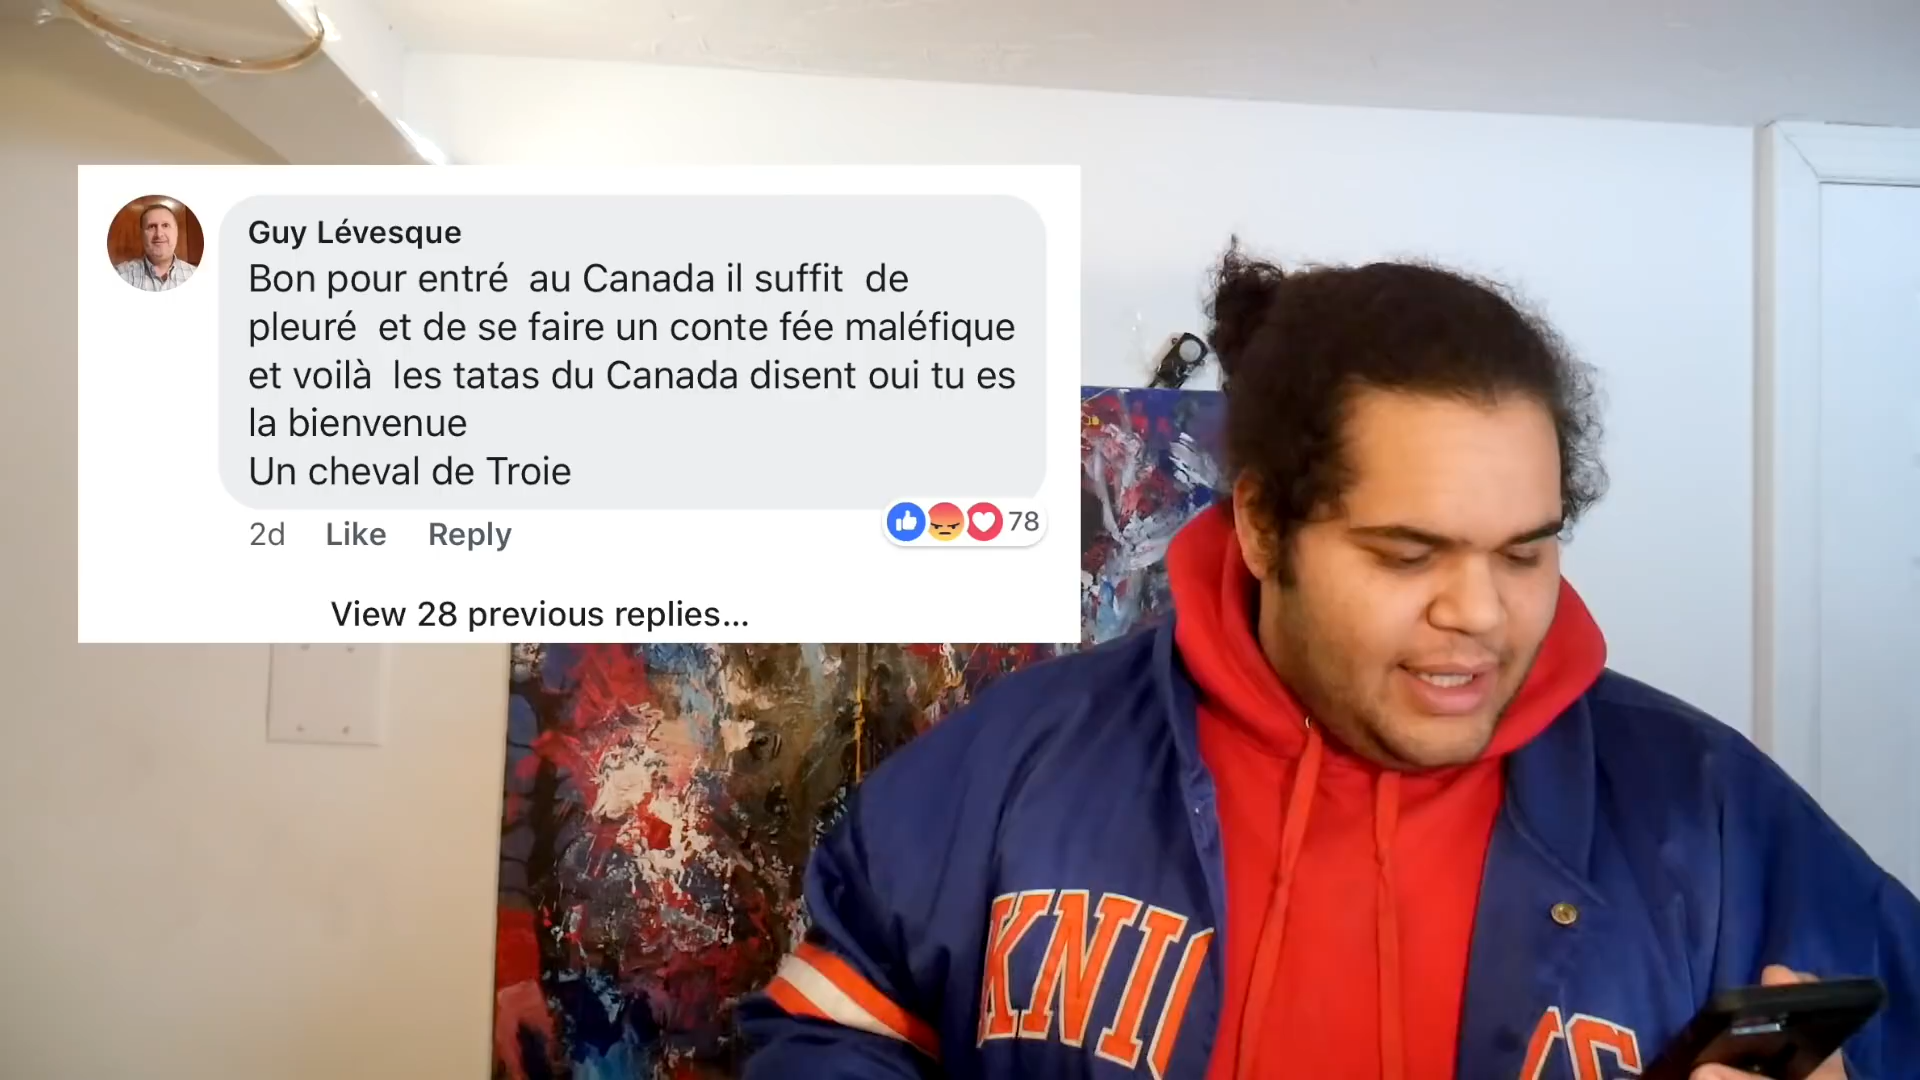 Guy Lévesque
Bon pour entré  au Canada il suffit  de
pleuré  et de se faire un conte fée maléfique
et voilà  les tatas du Canada disent oui tu es
la bienvenue
Un cheval de Troie
2d Like Reply 78
View 28 previous replies...
KNI S